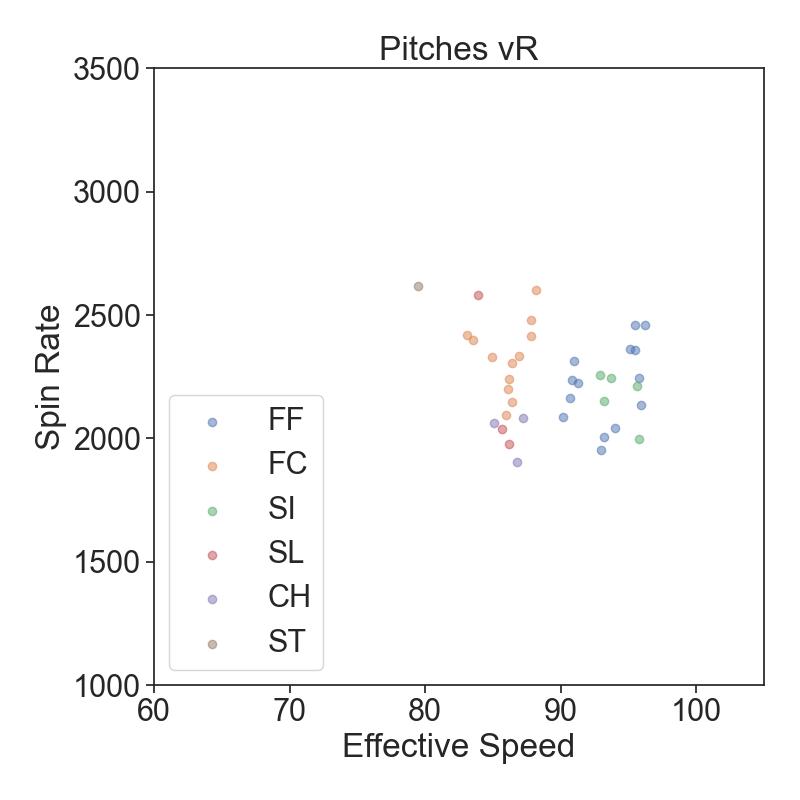 Pitches vR
3500
3000
2500
2000
1500
1000
Spin Rate
FF
FC
SI
SL
CH
ST
60 70 80 90 100
Effective Speed